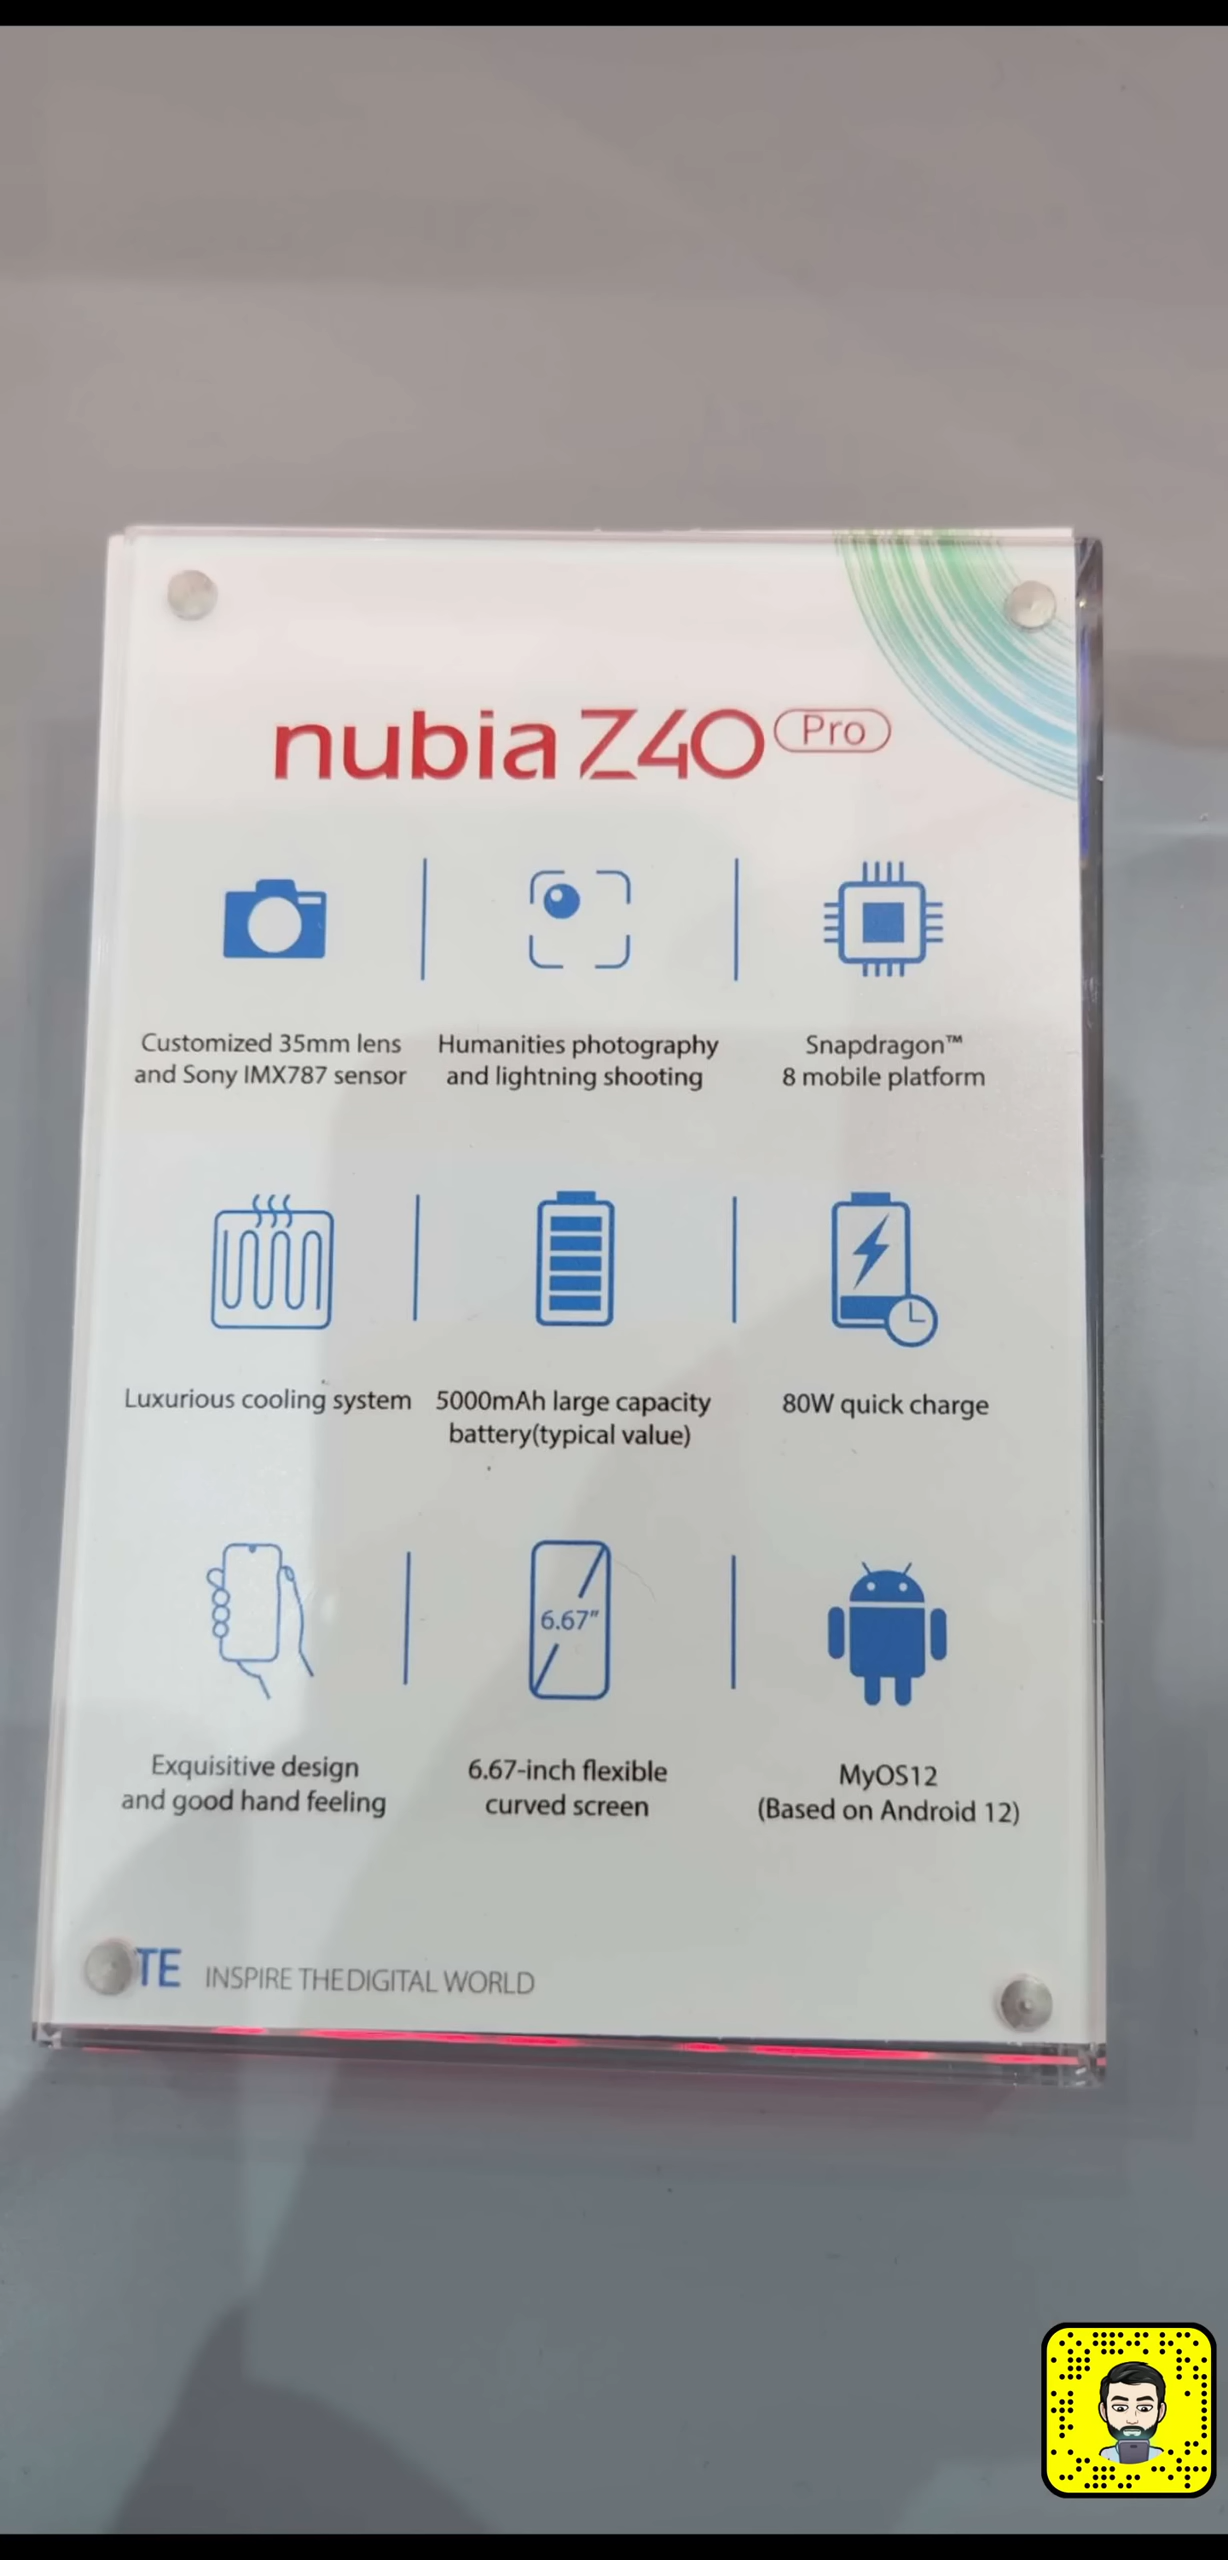 nubia Z40 Pro
Customized 35mm lens
and Sony IMX787 sensor
Humanities photography
and lightning shooting
Snapdragon™
8 mobile platform
Luxurious cooling system
5000mAh large capacity
battery(typical value)
80W quick charge
6.67"
Exquisitive design
and good hand feeling
6.67-inch flexible
curved screen
MyOS12
(Based on Android 12)
TE INSPIRE THE DIGITAL WORLD